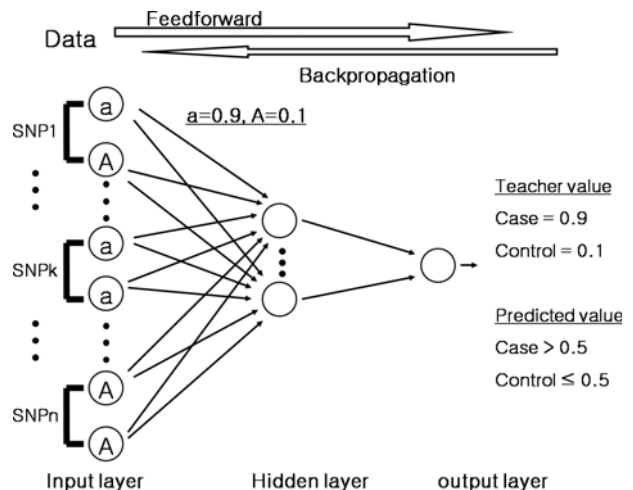 Feedforward
Data
Backpropagation
a
a=0.9, A=0.1
SNP1
A
Teacher value
Case = 0.9
a
SNPk
Control = 0.1
a
Predicted value
Case > 0.5
Control ≤ 0.5
A
SNPn
A
Input layer
Hidden layer
output layer